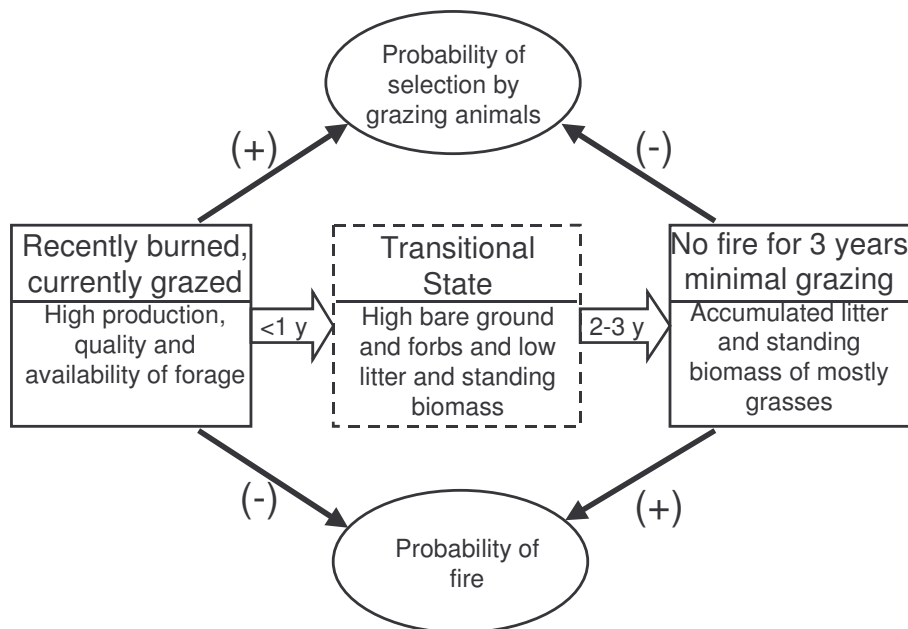 Probability of
selection by
grazing animals
(+)
(-)
Recently burned,
currently grazed
High production,
quality and
availability of forage
<1 y
Transitional
State
High bare ground
and forbs and low
litter and standing
biomass
2-3 y
No fire for 3 years
minimal grazing
Accumulated litter
and standing
biomass of mostly
grasses
(-)
(+)
Probability of
fire